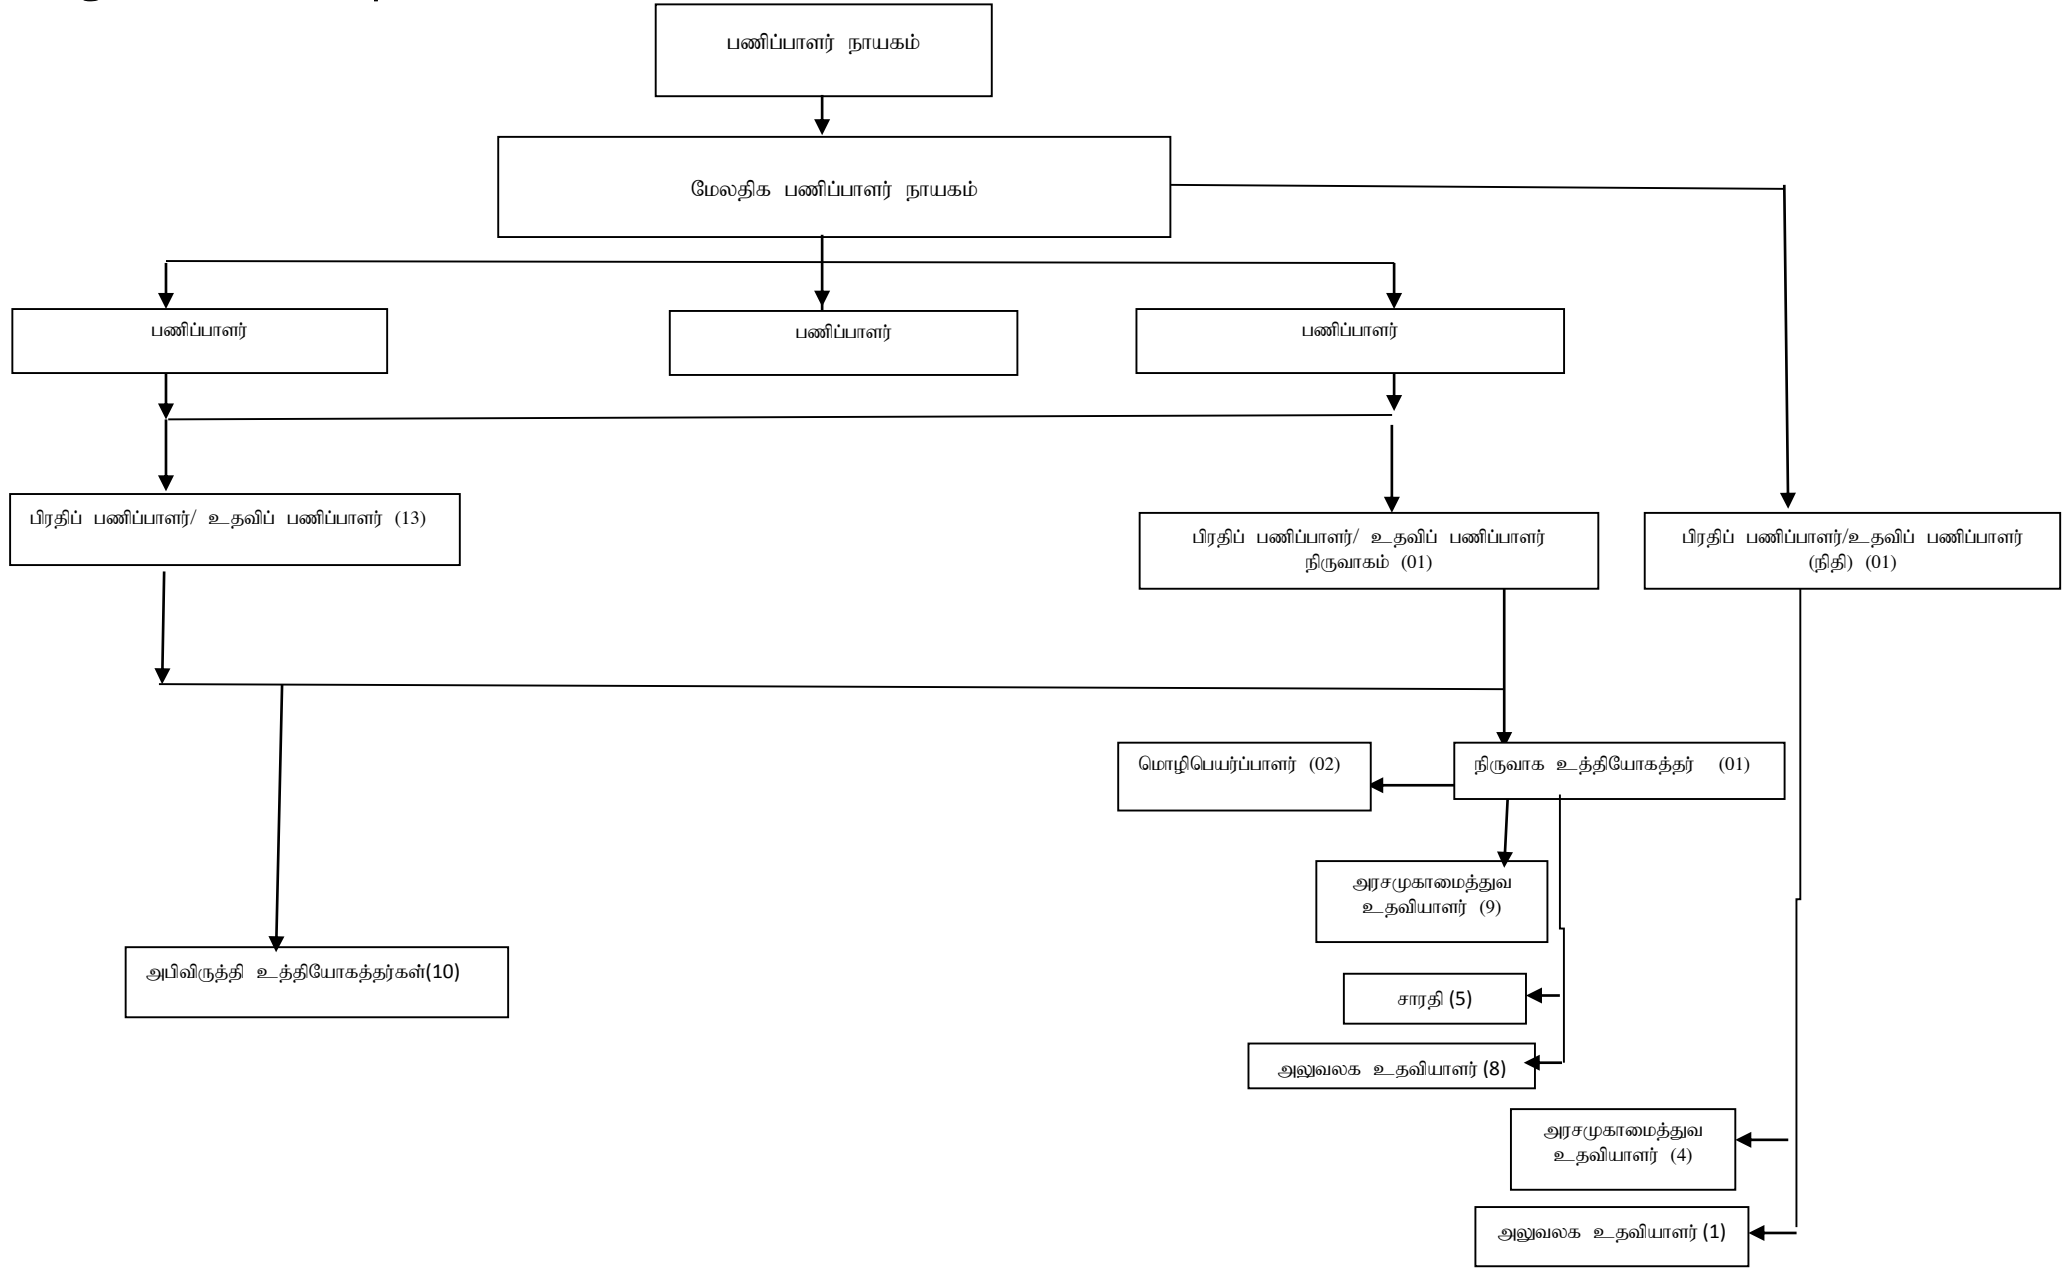 பணிப்பாளர் நாயகம்
மேலதிக பணிப்பாளர் நாயகம்
பணிப்பாளர்
பணிப்பாளர்
பணிப்பாளர்
பிரதிப் பணிப்பாளர்/ உதவிப் பணிப்பாளர் (13)
பிரதிப் பணிப்பாளர்/ உதவிப் பணிப்பாளர்
நிருவாகம் (01)
பிரதிப் பணிப்பாளர்/உதவிப் பணிப்பாளர்
(நிதி) (01)
மொழிபெயர்ப்பாளர் (02)
நிருவாக உத்தியோகத்தர் (01)
அரசமுகாமைத்துவ
உதவியாளர் (9)
அபிவிருத்தி உத்தியோகத்தர்கள்(10)
சாரதி (5)
அலுவலக உதவியாளர் (8)
அரசமுகாமைத்துவ
உதவியாளர் (4)
அலுவலக உதவியாளர் (1)